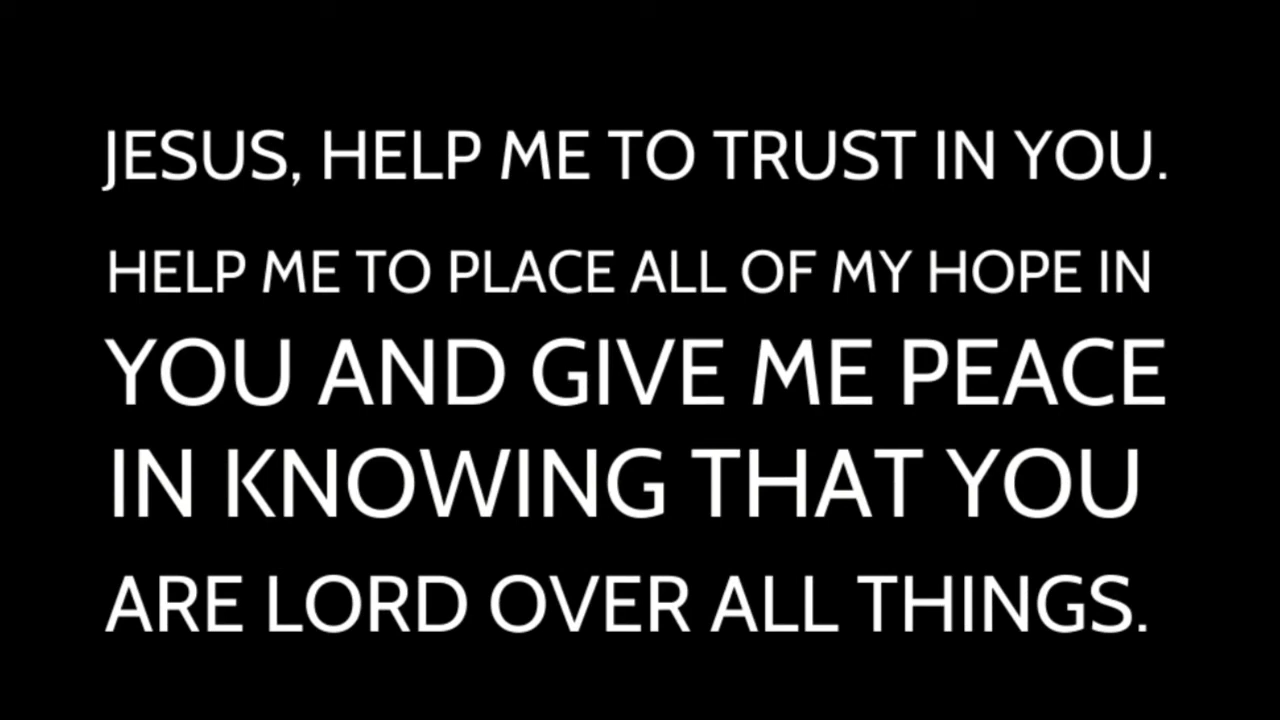 JESUS, HELP ME TO TRUST IN YOU.
HELP ME TO PLACE ALL OF MY HOPE IN
YOU AND GIVE ME PEACE
IN KNOWING THAT YOU
ARE LORD OVER ALL THINGS.